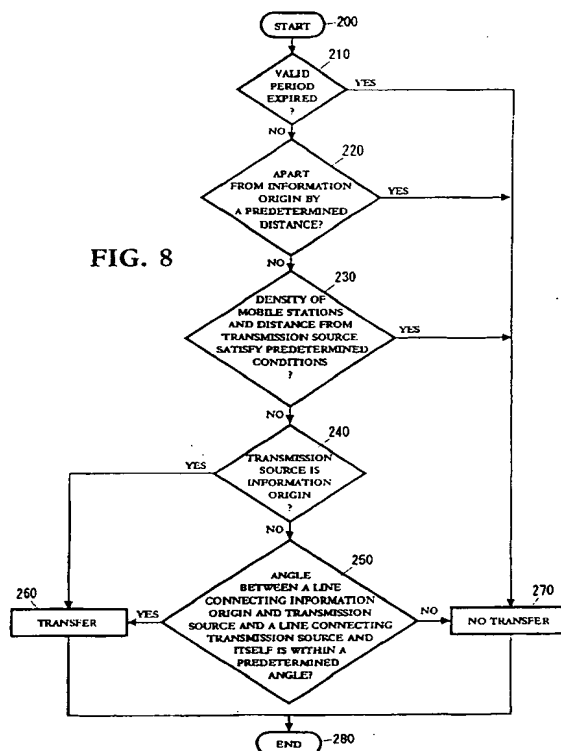 START
200
210
VALID
PERIOD
EXPIRED
?
YES
NO
220
APART
FROM INFORMATION
ORIGIN BY
A PREDETERMINED
DISTANCE?
YES
FIG. 8
NO
230
DENSITY OF
MOBILE STATIONS
AND DISTANCE FROM
TRANSMISSION SOURCE
SATISFY PREDETERMINED
CONDITIONS
?
YES
NO
240
TRANSMISSION
SOURCE IS
INFORMATION
ORIGIN
?
YES
NO
250
ANGLE
BETWEEN A LINE
CONNECTING INFORMATION
ORIGIN AND TRANSMISSION
SOURCE AND A LINE CONNECTING
TRANSMISSION SOURCE AND
ITSELF IS WITHIN A
PREDETERMINED
ANGLE?
260
TRANSFER
YES
NO
270
NO TRANSFER
END
280